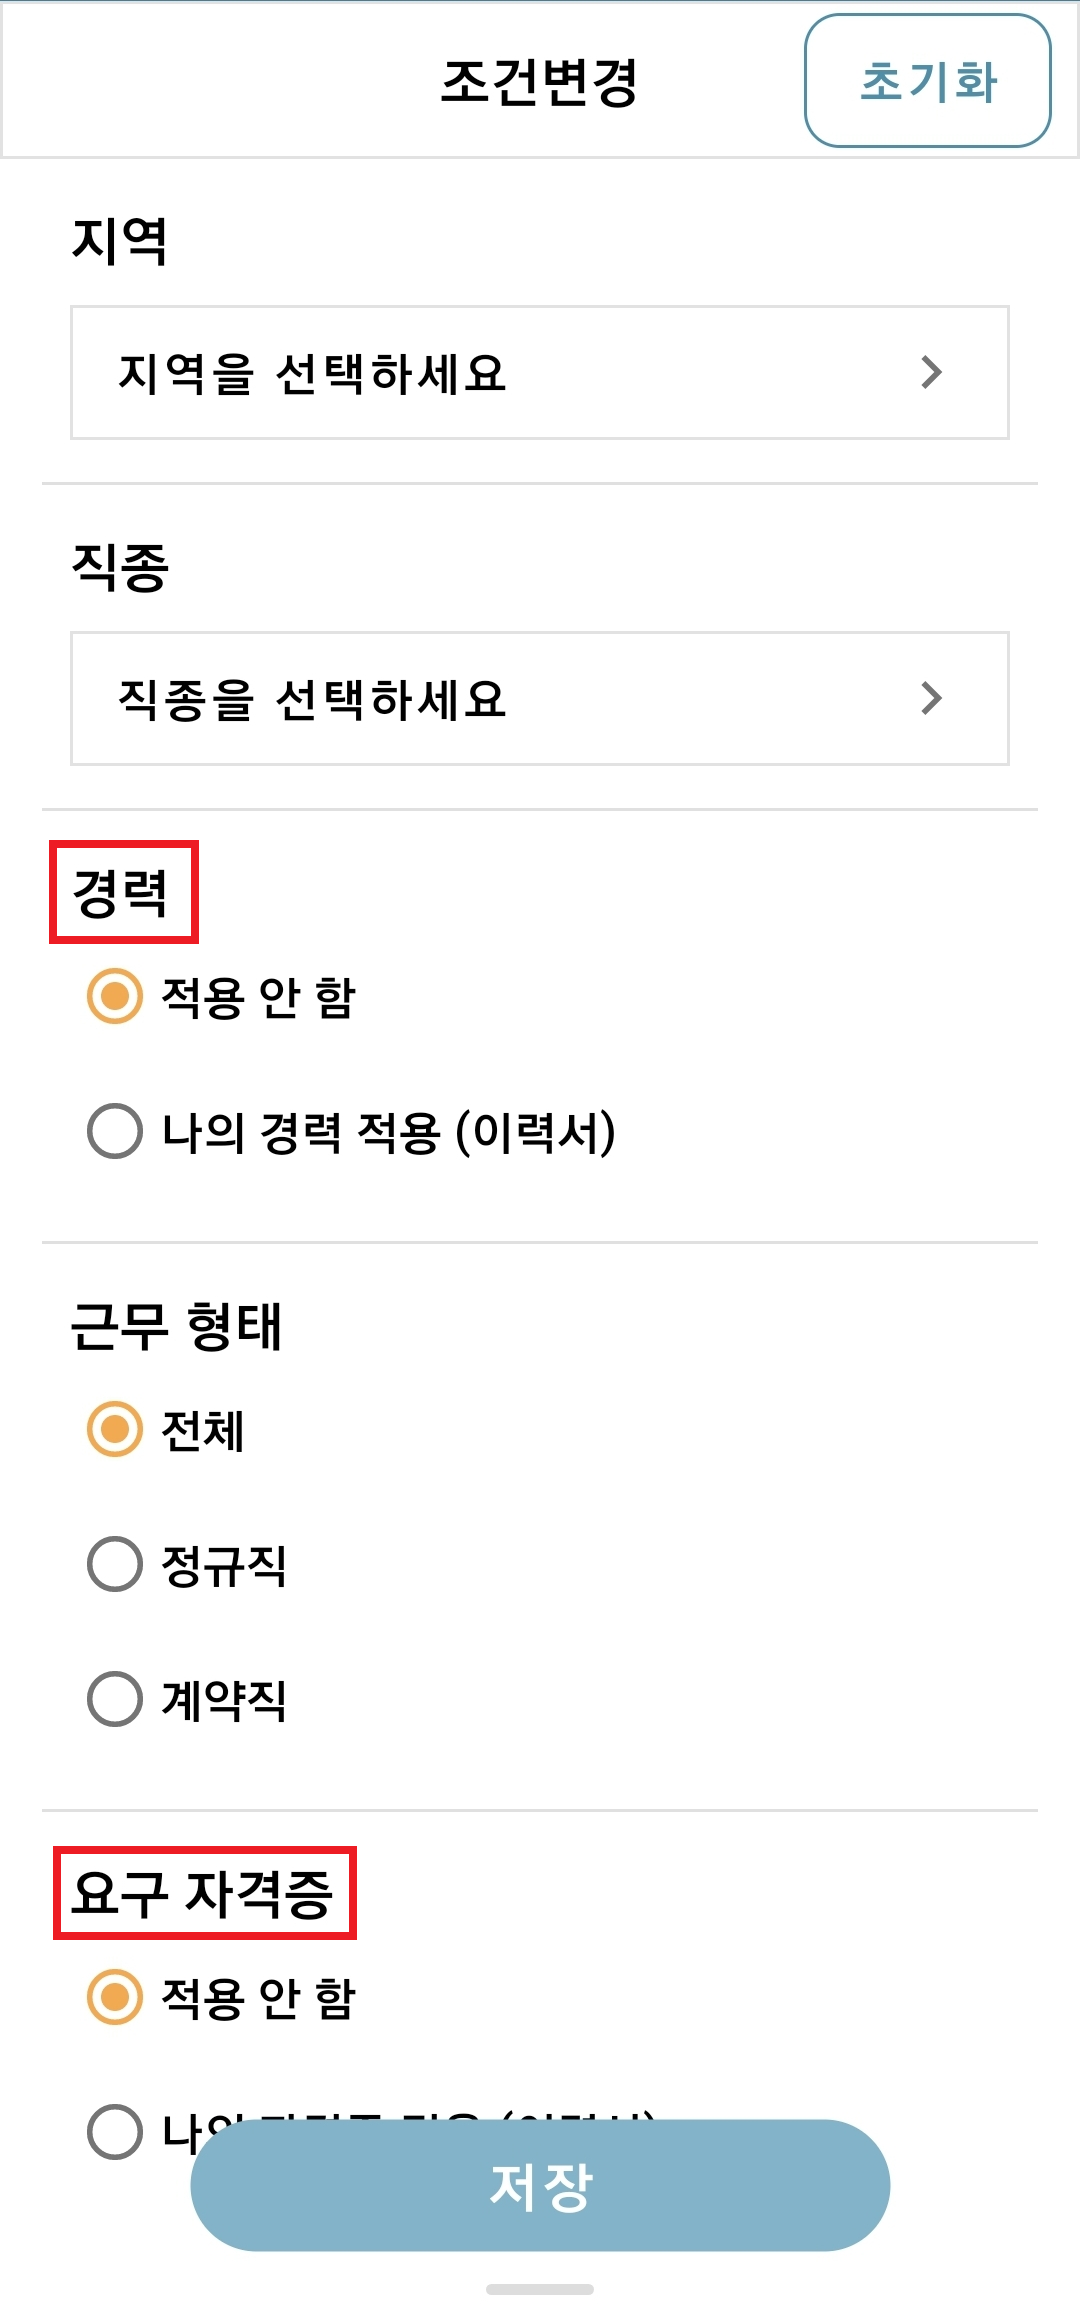 조건변경
초기화
지역
지역을 선택하세요
직종
직종을 선택하세요
경력
적용 안 함
나의 경력 적용 (이력서)
근무 형태
전체
정규직
계약직
요구 자격증
적용 안 함
저장